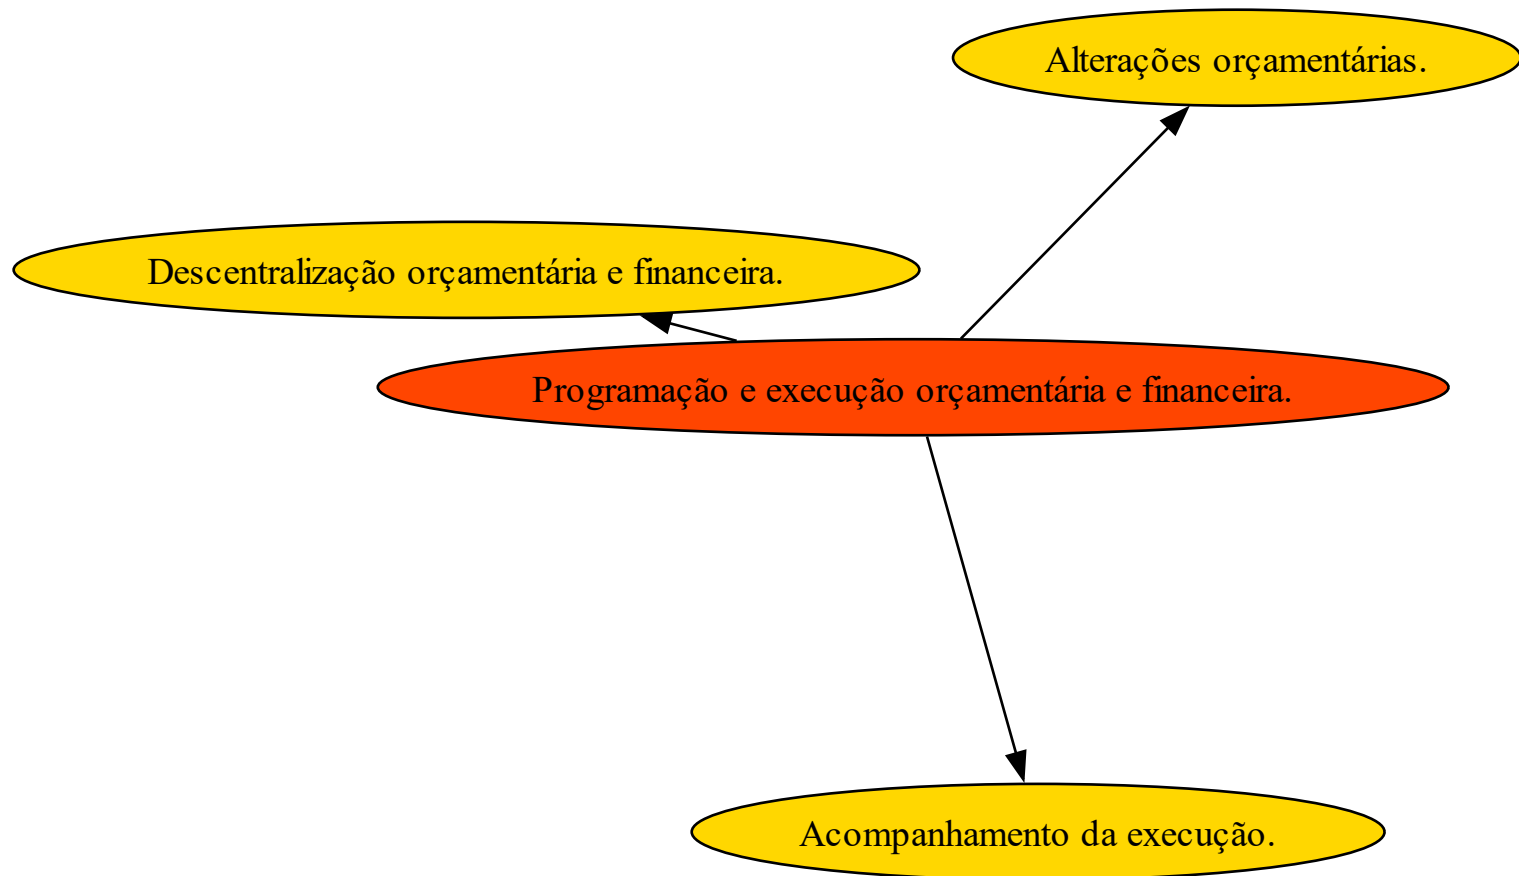 Alterações orçamentárias.
Descentralização orçamentária e financeira.
Programação e execução orçamentária e financeira.
Acompanhamento da execução.